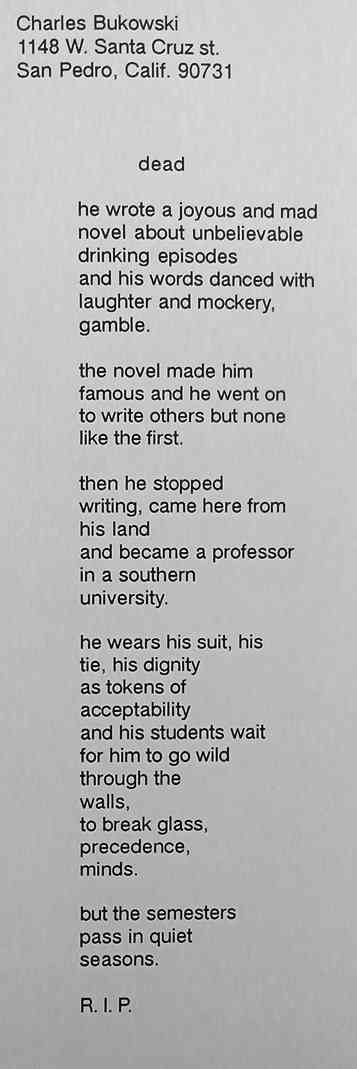 Charles Bukowski
1148 W. Santa Cruz st.
San Pedro, Calif. 90731
dead
he wrote a joyous and mad
novel about unbelievable
drinking episodes
and his words danced with
laughter and mockery,
gamble.
the novel made him
famous and he went on
to write others but none
like the first.
then he stopped
writing, came here from
his land
and became a professor
in a southern
university.
he wears his suit, his
tie, his dignity
as tokens of
acceptability
and his students wait
for him to go wild
through the
walls,
to break glass,
precedence,
minds.
but the semesters
pass in quiet
seasons.
R. I. P.